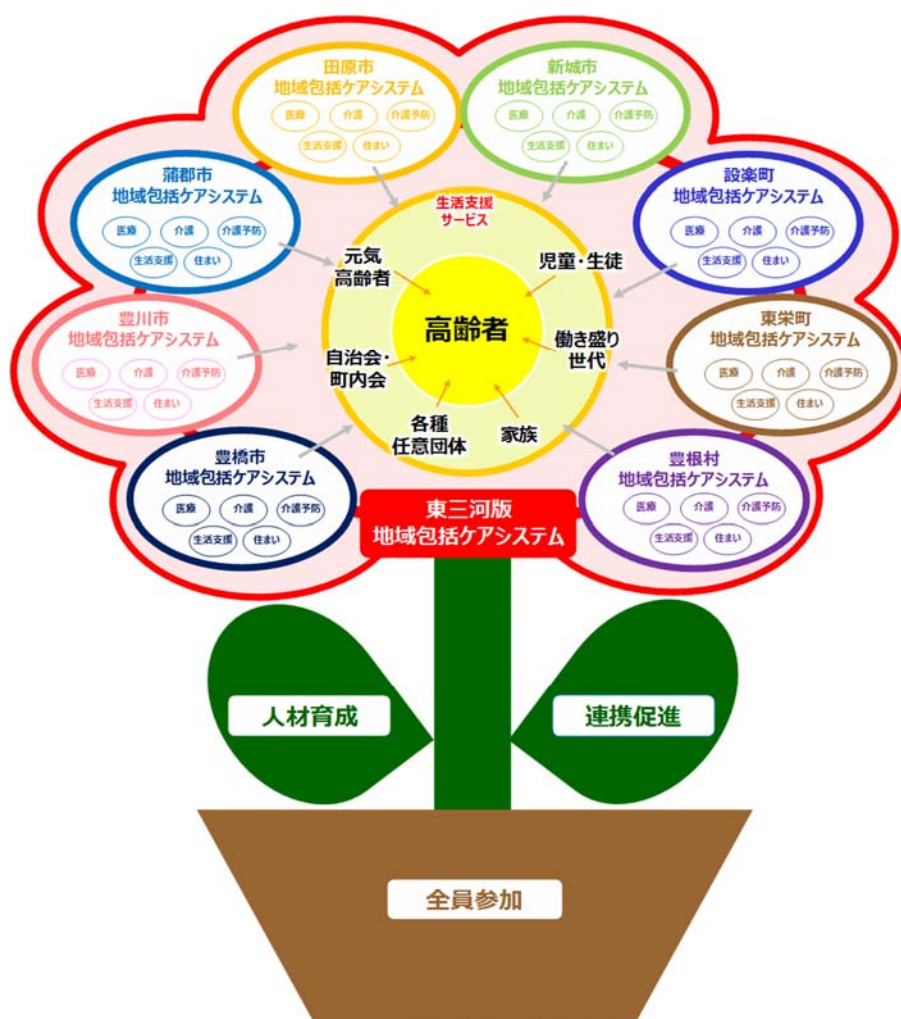 田原市
地域包括ケアシステム
医療 介護 介護予防
生活支援 住まい
新城市
地域包括ケアシステム
医療 介護 介護予防
生活支援 住まい
蒲郡市
地域包括ケアシステム
医療 介護 介護予防
生活支援 住まい
設楽町
地域包括ケアシステム
医療 介護 介護予防
生活支援 住まい
豊川市
地域包括ケアシステム
医療 介護 介護予防
生活支援 住まい
東栄町
地域包括ケアシステム
医療 介護 介護予防
生活支援 住まい
豊橋市
地域包括ケアシステム
医療 介護 介護予防
生活支援 住まい
豊根村
地域包括ケアシステム
医療 介護 介護予防
生活支援 住まい
生活支援
サービス
元気
高齢者
児童・生徒
高齢者
自治会・
町内会
働き盛り
世代
各種
任意団体
家族
東三河版
地域包括ケアシステム
人材育成
連携促進
全員参加